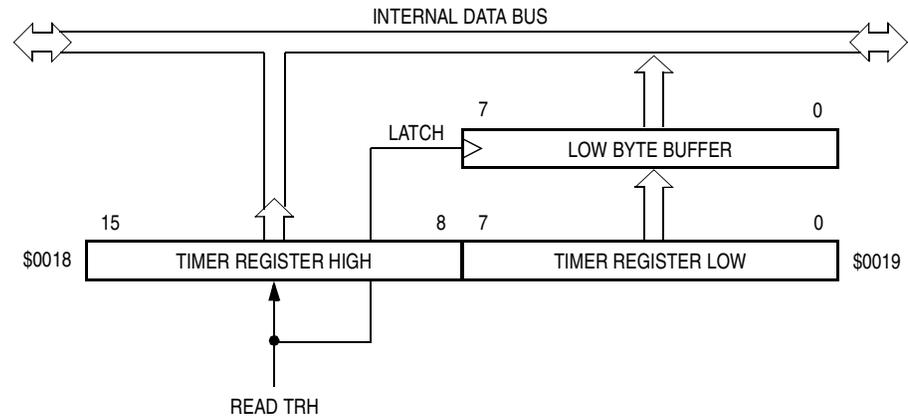 INTERNAL DATA BUS
7 0
LATCH
LOW BYTE BUFFER
15 8 7 0
$0018 TIMER REGISTER HIGH TIMER REGISTER LOW $0019
READ TRH